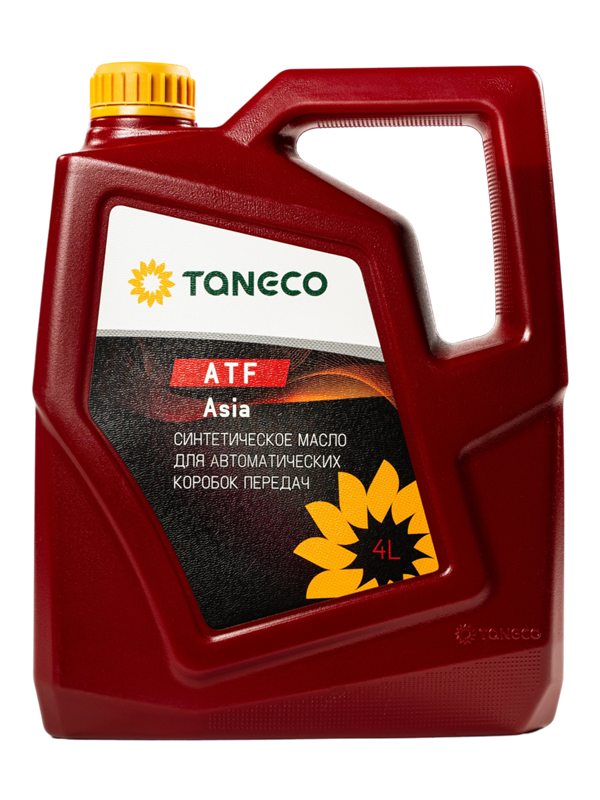 TANECO
ATF
Asia
СИНТЕТИЧЕСКОЕ МАСЛО
ДЛЯ АВТОМАТИЧЕСКИХ
КОРОБОК ПЕРЕДАЧ
4L
TANECO